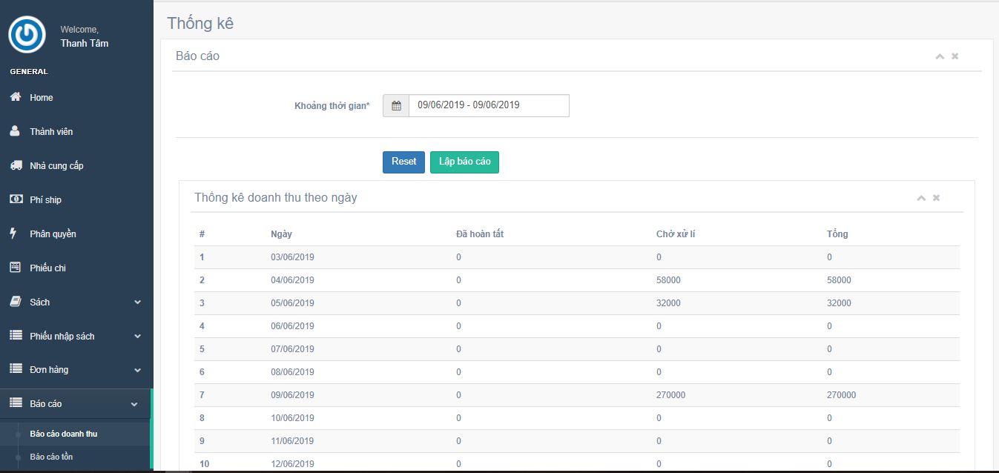 Welcome,
Thanh Tâm
GENERAL
Home
Thành viên
Nhà cung cấp
Phí ship
Phân quyền
Phiếu chi
Sách
Phiếu nhập sách
Đơn hàng
Báo cáo
Báo cáo doanh thu
Báo cáo tồn
Thống kê
Báo cáo
Khoảng thời gian* 09/06/2019 - 09/06/2019
Reset Lập báo cáo
Thống kê doanh thu theo ngày
# Ngày Đã hoàn tất Chờ xử lí Tổng
1 03/06/2019 0 0 0
2 04/06/2019 0 58000 58000
3 05/06/2019 0 32000 32000
4 06/06/2019 0 0 0
5 07/06/2019 0 0 0
6 08/06/2019 0 0 0
7 09/06/2019 0 270000 270000
8 10/06/2019 0 0 0
9 11/06/2019 0 0 0
10 12/06/2019 0 0 0